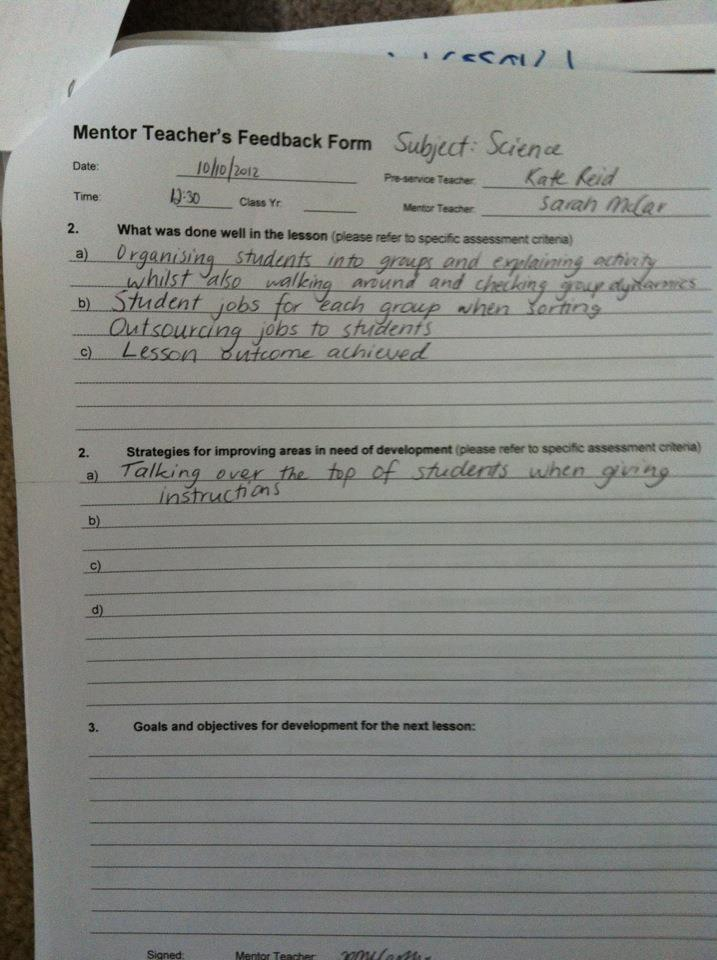 Mentor Teacher's Feedback Form Subject: Science
Date: 10/10/2012 Pre-service Teacher: Kate Reid
Time: 12:30 Class Yr: Mentor Teacher: Sarah
2. What was done well in the lesson (please refer to specific assessment criteria)
a) Organising students into groups and explaining activity
whilst also walking around and checking group dynamics
b) Student jobs for each group when sorting
Outsourcing jobs to students
c) Lesson outcome achieved
2. Strategies for improving areas in need of development (please refer to specific assessment criteria)
a) Talking over the top of students when giving
instructions
b)
c)
d)
3. Goals and objectives for development for the next lesson:
Signed: Mentor Teacher: